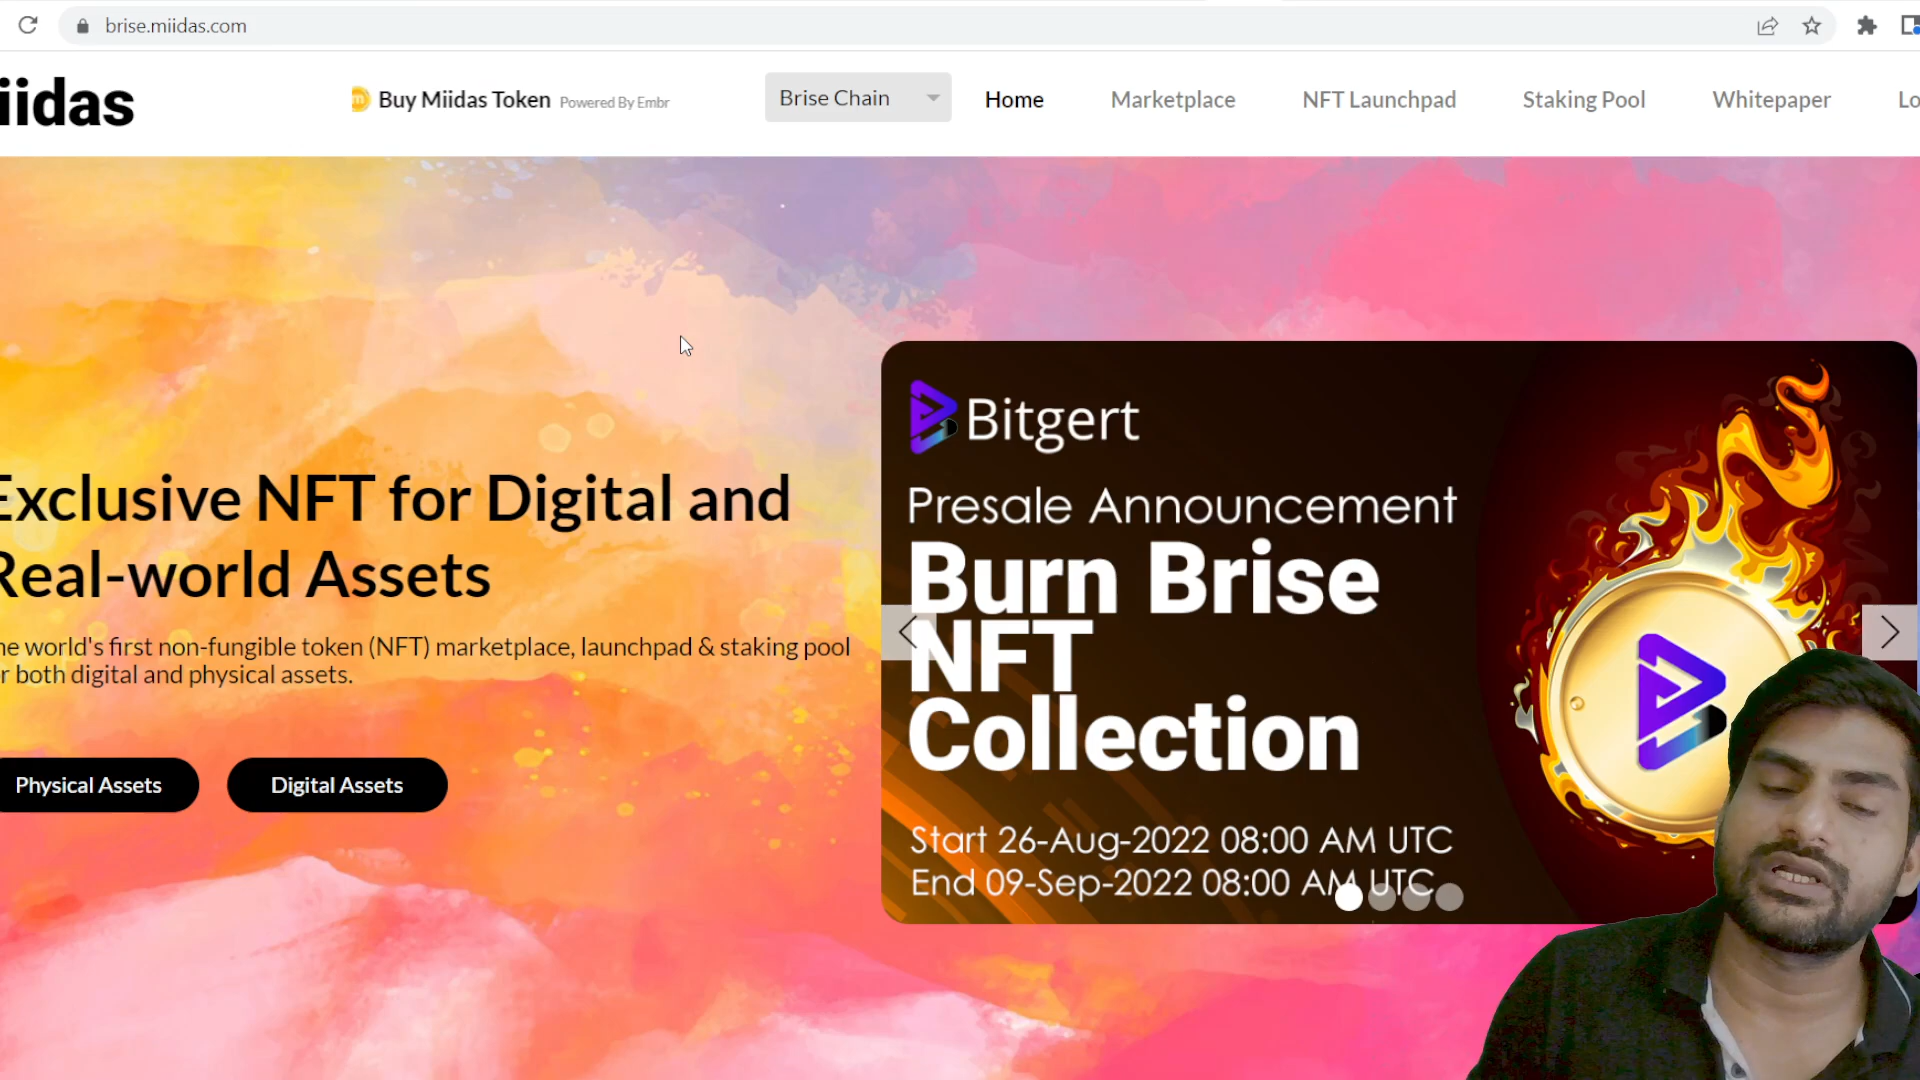 brise.miidas.com
iidas
Buy Miidas Token Powered By Embr
Brise Chain
Home
Marketplace
NFT Launchpad
Staking Pool
Whitepaper
Lo
Exclusive NFT for Digital and
Real-world Assets
he world's first non-fungible token (NFT) marketplace, launchpad & staking pool
r both digital and physical assets.
Physical Assets
Digital Assets
Bitgert
Presale Announcement
Burn Brise
NFT
Collection
Start 26-Aug-2022 08:00 AM UTC
End 09-Sep-2022 08:00 AM UTC